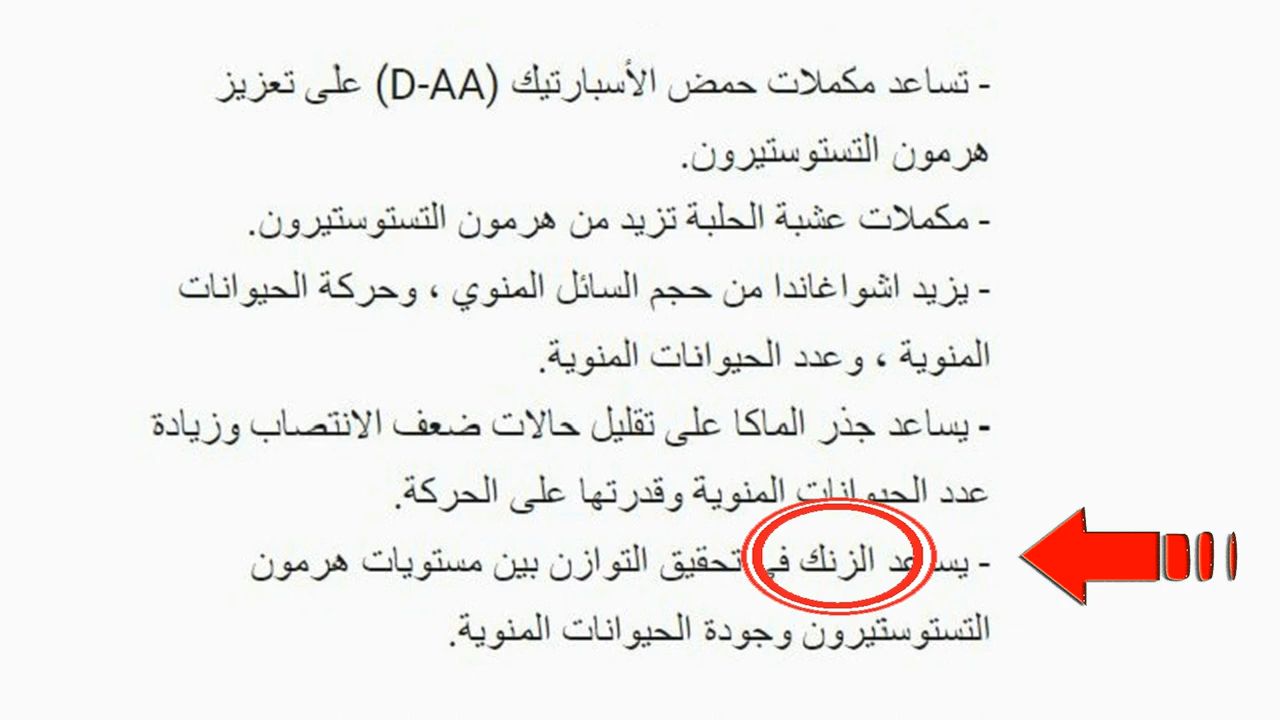 - تساعد مكملات حمض الأسبارتيك (D-AA) على تعزيز
هرمون التستوستيرون.
- مكملات عشبة الحلبة تزيد من هرمون التستوستيرون.
- يزيد اشواغاندا من حجم السائل المنوي ، وحركة الحيوانات
المنوية ، وعدد الحيوانات المنوية.
- يساعد جذر الماكا على تقليل حالات ضعف الانتصاب وزيادة
عدد الحيوانات المنوية وقدرتها على الحركة.
- يساعد الزنك في تحقيق التوازن بين مستويات هرمون
التستوستيرون وجودة الحيوانات المنوية.